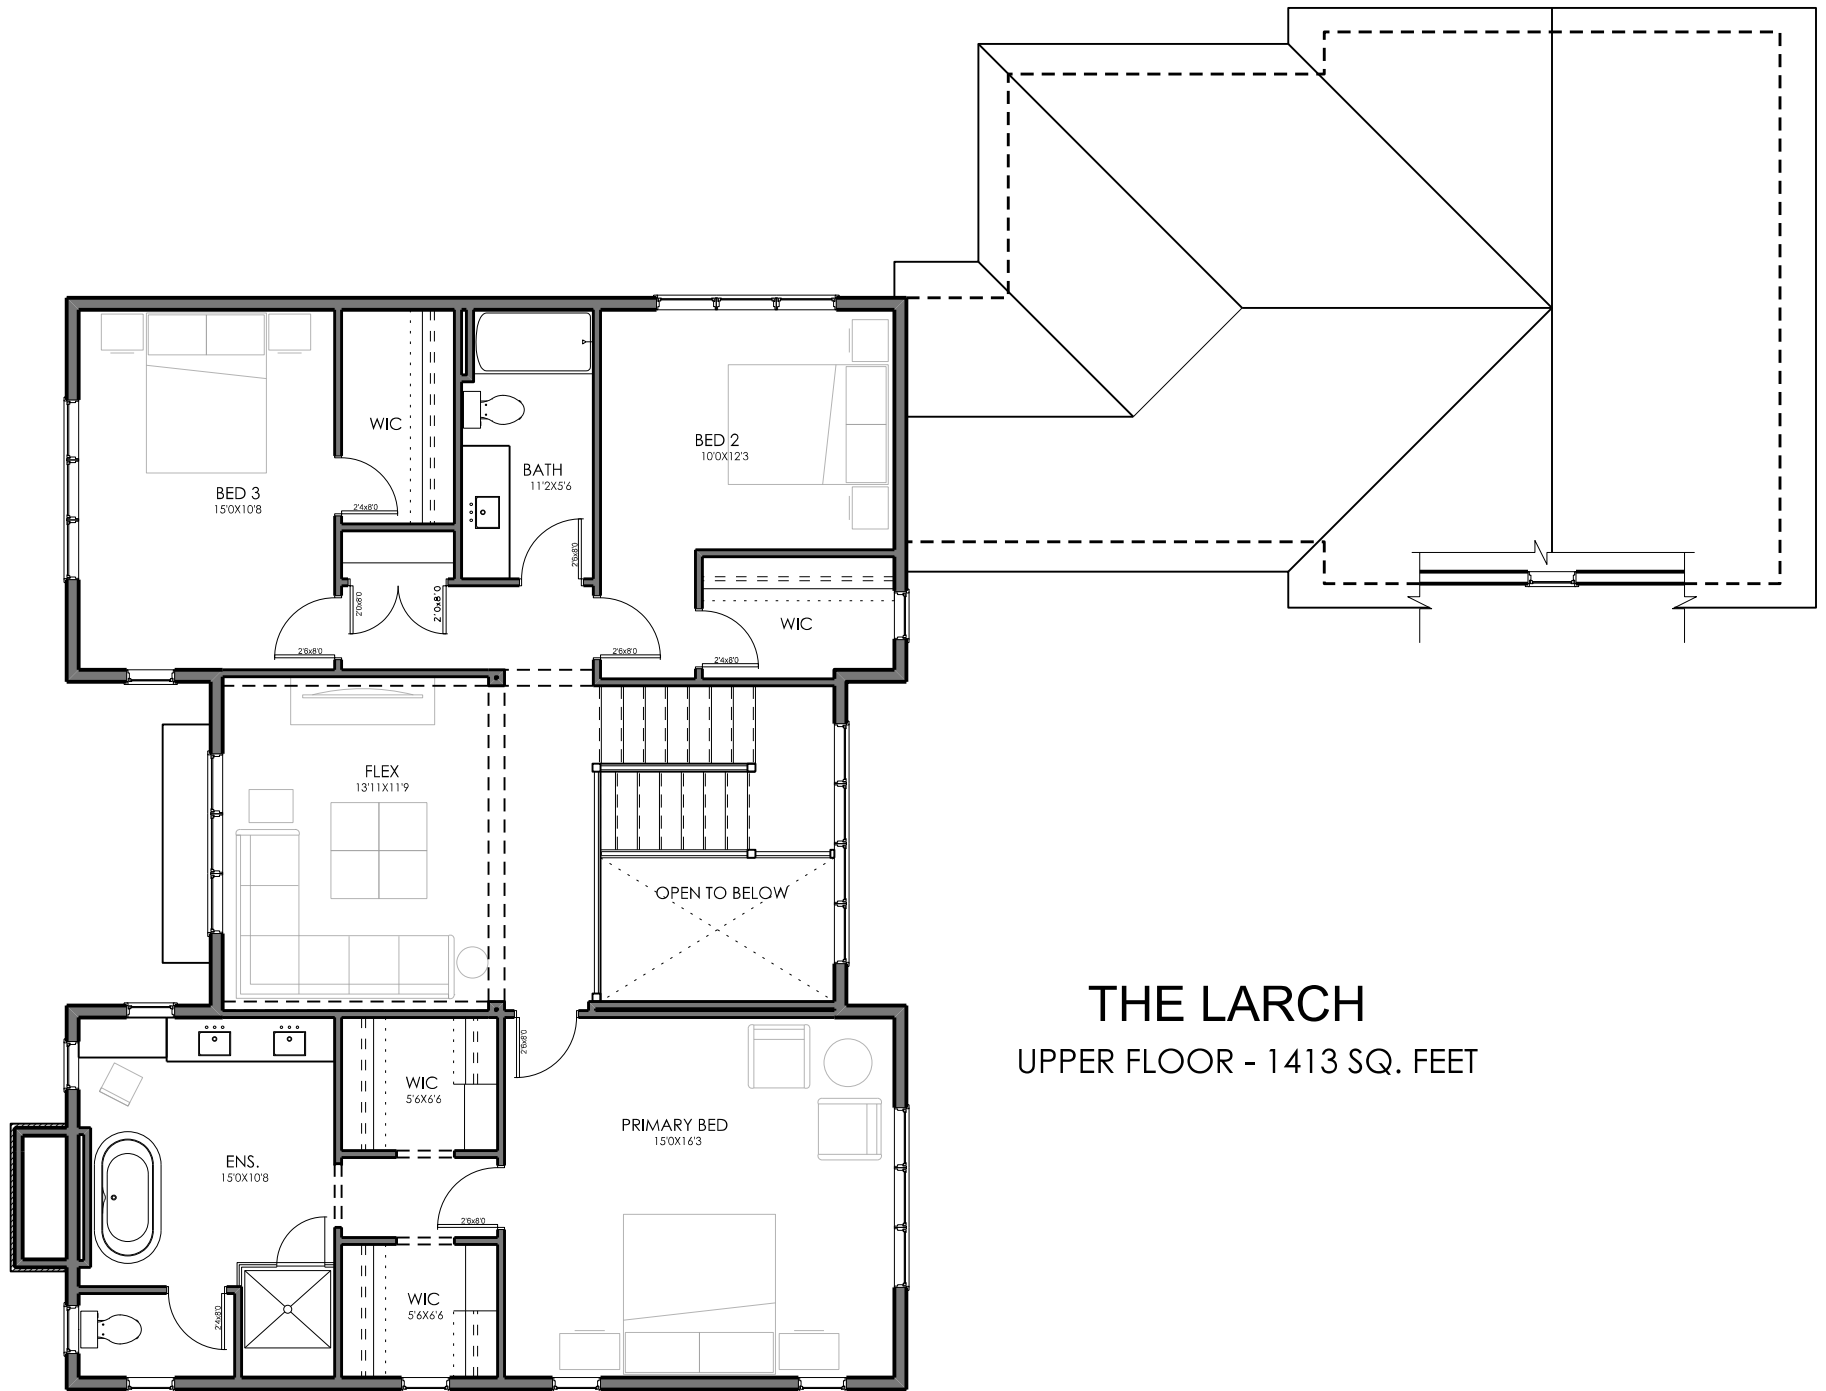 WIC
BED 2
10'0X12'3
BATH
11'2X5'6
BED 3
15'0X10'8
2'4x8'0
2'6x8'0
2'0x8'0
2'0x8'0
WIC
2'6x8'0
2'6x8'0
2'4x8'0
FLEX
13'11X11'9
OPEN TO BELOW
THE LARCH
UPPER FLOOR - 1413 SQ. FEET
2'6x8'0
WIC
5'6X6'6
PRIMARY BED
15'0X16'3
ENS.
15'0X10'8
2'6x8'0
WIC
5'6X6'6
2'4x8'0